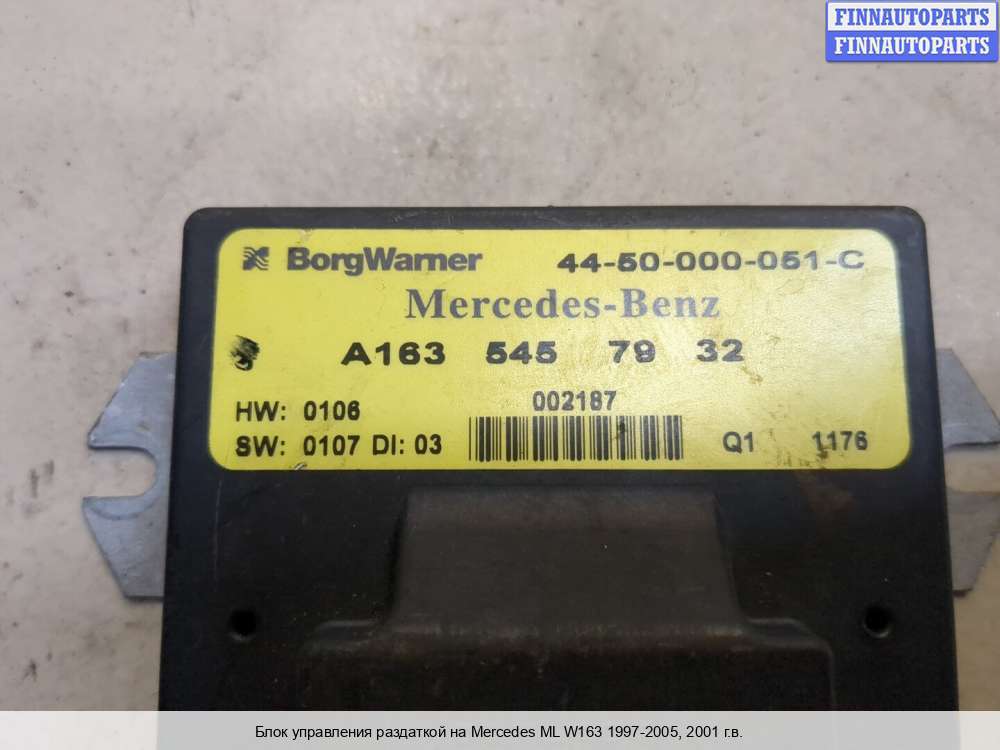 FINNAUTOPARTS
FINNAUTOPARTS
BorgWarner 44-50-000-051-C
Mercedes-Benz
A163 545 79 32
002187
HW: 0106
SW: 0107 DI: 03 Q1 1176
Блок управления раздаткой на Mercedes ML W163 1997-2005, 2001 г.в.